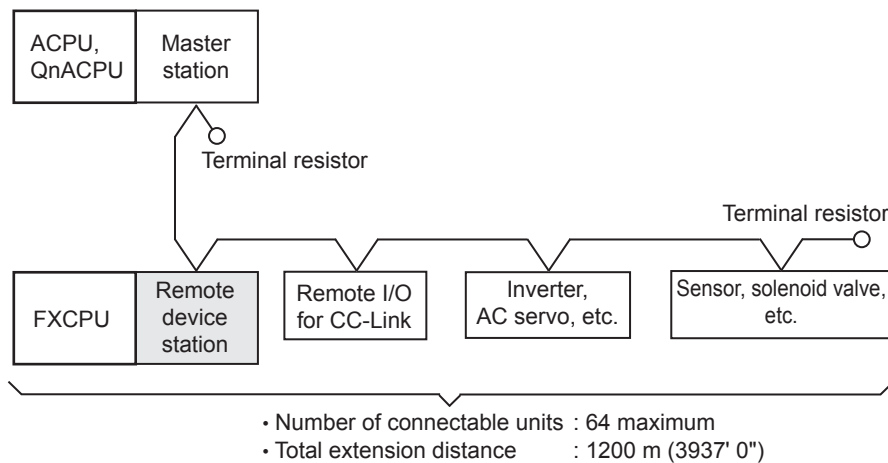 ACPU,
QnACPU
Master
station
Terminal resistor
Terminal resistor
FXCPU
Remote
device
station
Remote I/O
for CC-Link
Inverter,
AC servo, etc.
Sensor, solenoid valve,
etc.
• Number of connectable units : 64 maximum
• Total extension distance : 1200 m (3937' 0")